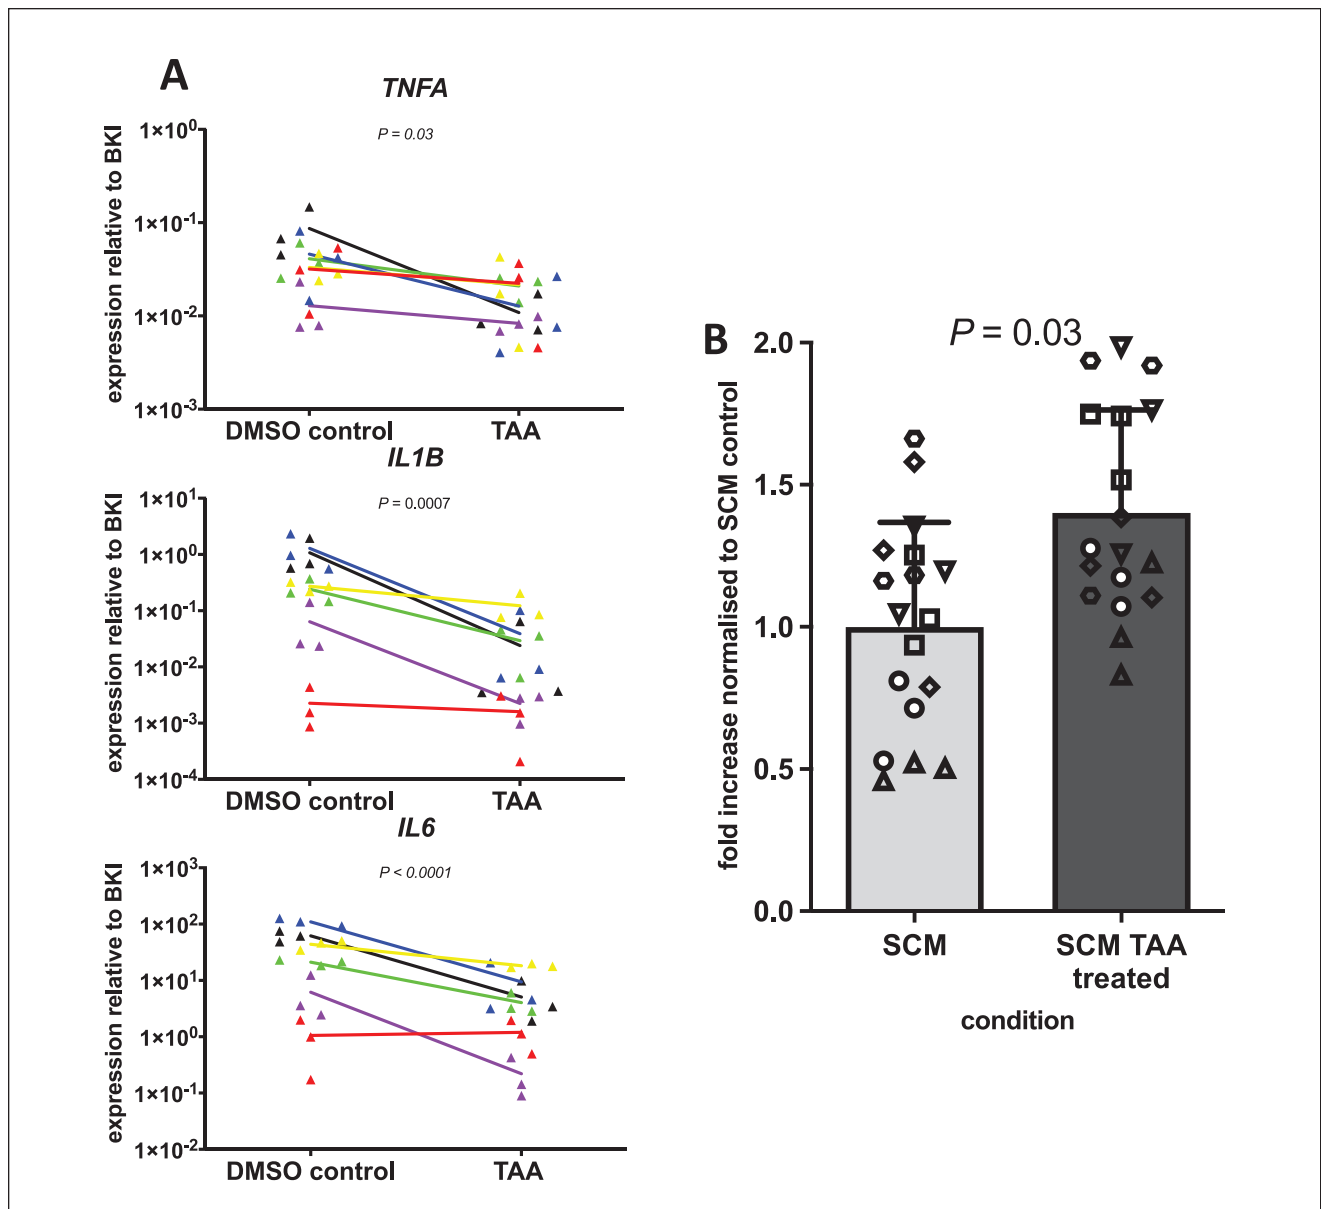 A
TNFA
P = 0.03
expression relative to BKI
1×10⁰
1×10⁻¹
1×10⁻²
1×10⁻³
DMSO control
TAA
IL1B
P = 0.0007
expression relative to BKI
1×10¹
1×10⁰
1×10⁻¹
1×10⁻²
1×10⁻³
1×10⁻⁴
DMSO control
TAA
IL6
P < 0.0001
expression relative to BKI
1×10³
1×10²
1×10¹
1×10⁰
1×10⁻¹
1×10⁻²
DMSO control
TAA
B
P = 0.03
fold increase normalised to SCM control
2.0
1.5
1.0
0.5
0.0
SCM
SCM TAA
treated
condition